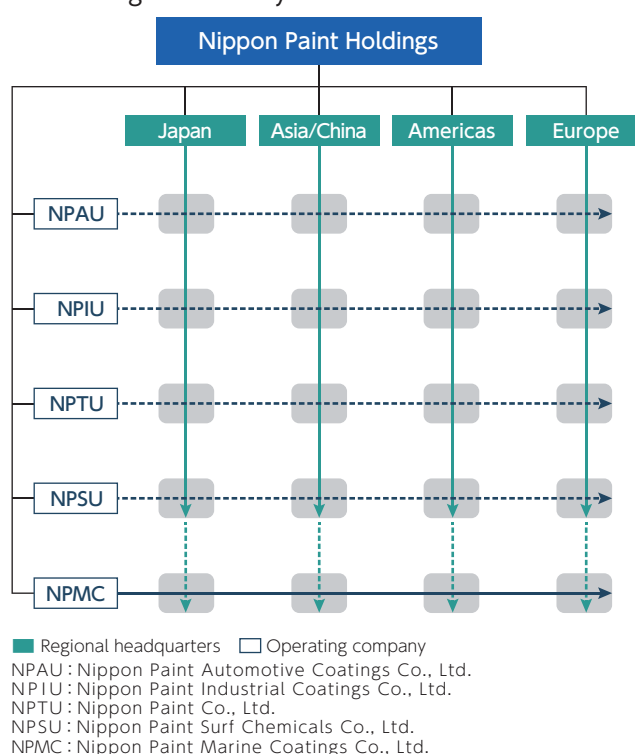 Nippon Paint Holdings
Japan Asia/China Americas Europe
NPAU
NPIU
NPTU
NPSU
NPMC
Regional headquarters Operating company
NPAU：Nippon Paint Automotive Coatings Co., Ltd.
NPIU：Nippon Paint Industrial Coatings Co., Ltd.
NPTU：Nippon Paint Co., Ltd.
NPSU：Nippon Paint Surf Chemicals Co., Ltd.
NPMC：Nippon Paint Marine Coatings Co., Ltd.